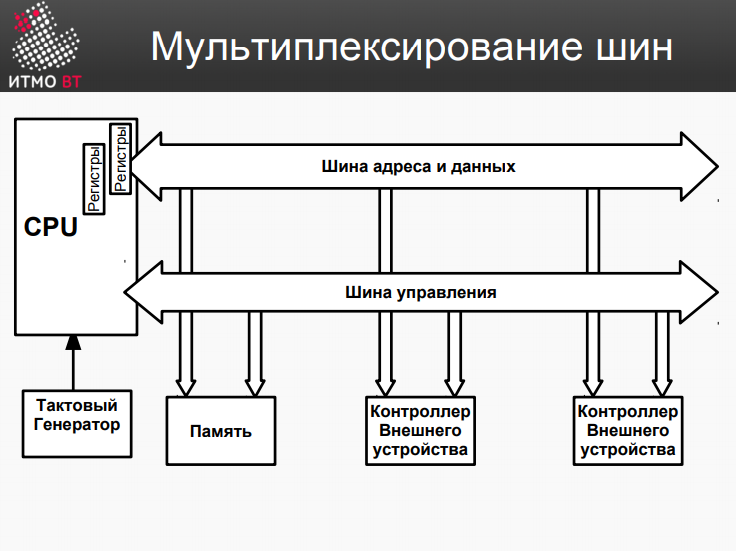 Мультиплексирование шин
ИТМО ВТ
Регистры
Регистры
CPU
Шина адреса и данных
Шина управления
Тактовый
Генератор
Память
Контроллер
Внешнего
устройства
Контроллер
Внешнего
устройства